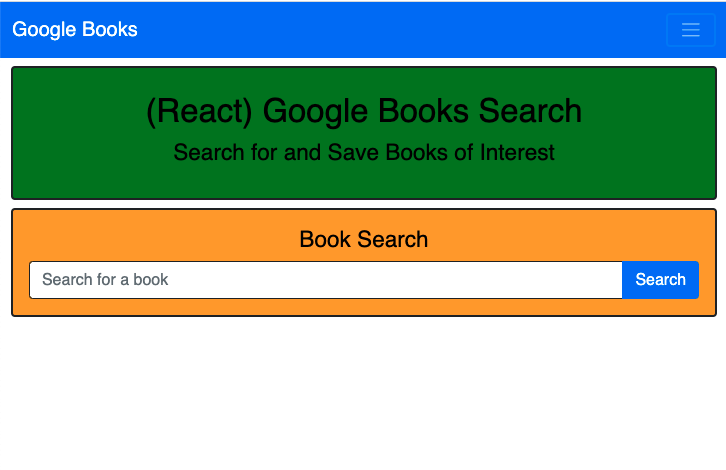 Google Books
(React) Google Books Search
Search for and Save Books of Interest
Book Search
Search for a book
Search